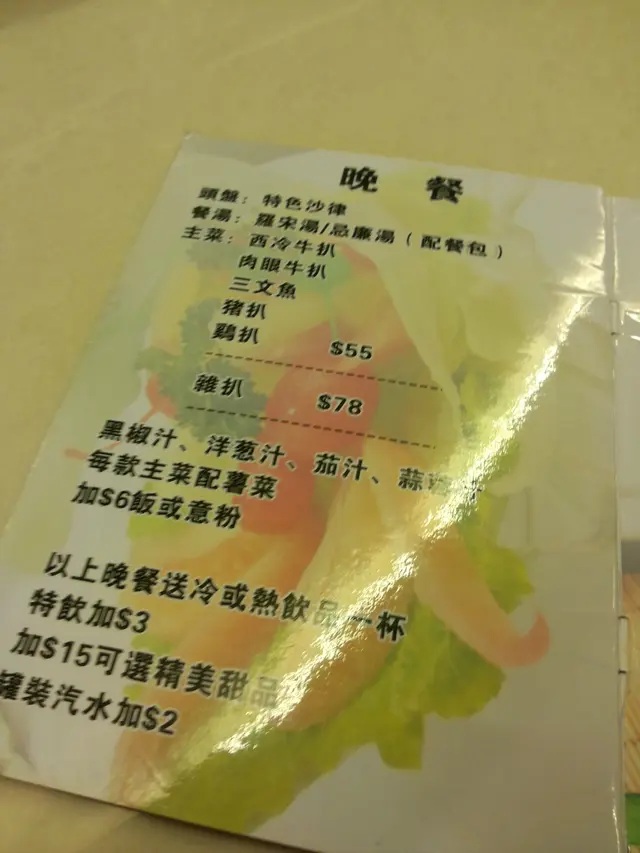 晚 餐
頭盤：特色沙律
餐湯：羅宋湯/忌廉湯（配餐包）
主菜：西冷牛扒
肉眼牛扒
三文魚
猪扒
鷄扒 $55
雜扒 $78
黑椒汁、洋葱汁、茄汁、蒜 汁
每款主菜配薯菜
加$6飯或意粉
以上晚餐送冷或熱飲品一杯
特飲加$3
加$15可選精美甜品
罐裝汽水加$2